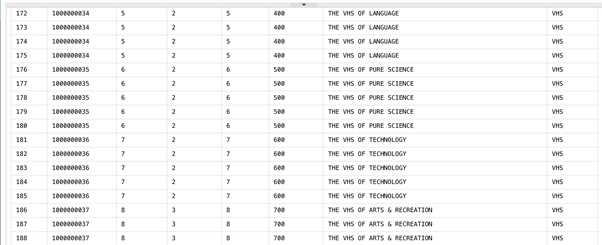 172 1000000034 5 2 5 400 THE VHS OF LANGUAGE VHS
173 1000000034 5 2 5 400 THE VHS OF LANGUAGE VHS
174 1000000034 5 2 5 400 THE VHS OF LANGUAGE VHS
175 1000000034 5 2 5 400 THE VHS OF LANGUAGE VHS
176 1000000035 6 2 6 500 THE VHS OF PURE SCIENCE VHS
177 1000000035 6 2 6 500 THE VHS OF PURE SCIENCE VHS
178 1000000035 6 2 6 500 THE VHS OF PURE SCIENCE VHS
179 1000000035 6 2 6 500 THE VHS OF PURE SCIENCE VHS
180 1000000035 6 2 6 500 THE VHS OF PURE SCIENCE VHS
181 1000000036 7 2 7 600 THE VHS OF TECHNOLOGY VHS
182 1000000036 7 2 7 600 THE VHS OF TECHNOLOGY VHS
183 1000000036 7 2 7 600 THE VHS OF TECHNOLOGY VHS
184 1000000036 7 2 7 600 THE VHS OF TECHNOLOGY VHS
185 1000000036 7 2 7 600 THE VHS OF TECHNOLOGY VHS
186 1000000037 8 3 8 700 THE VHS OF ARTS & RECREATION VHS
187 1000000037 8 3 8 700 THE VHS OF ARTS & RECREATION VHS
188 1000000037 8 3 8 700 THE VHS OF ARTS & RECREATION VHS